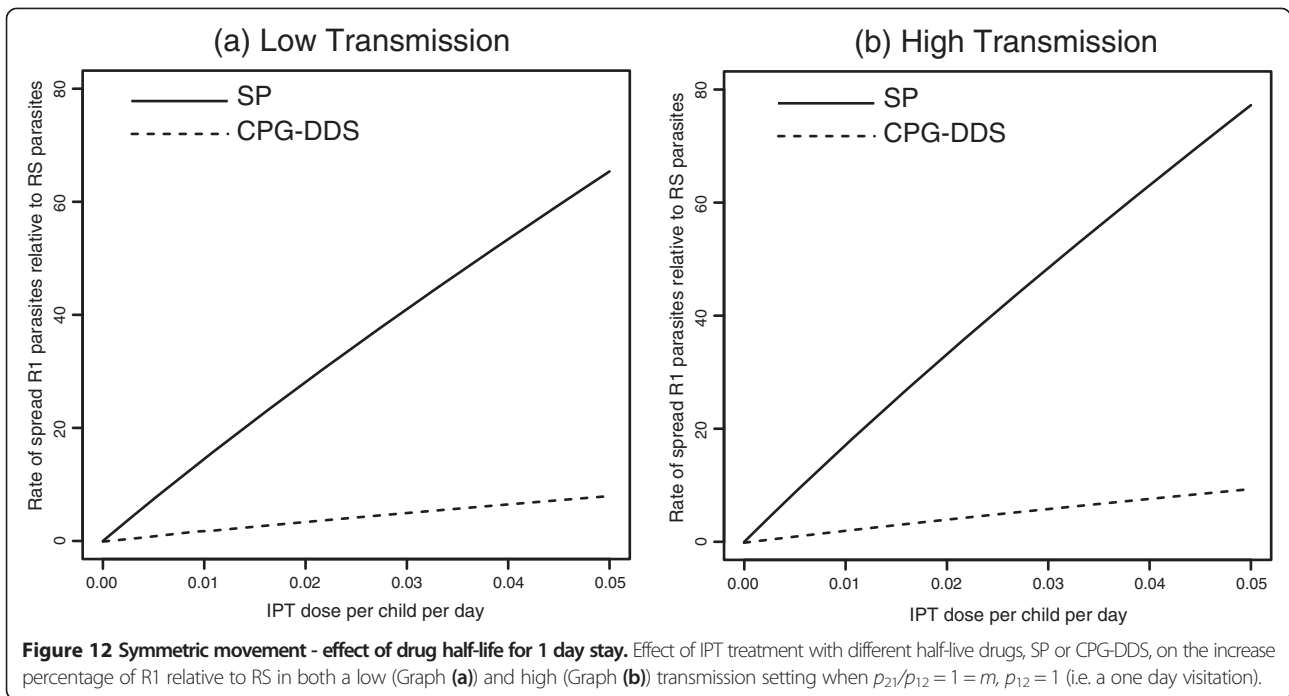 (a) Low Transmission
Rate of spread R1 parasites relative to RS parasites
80
60
40
20
0
SP
CPG-DDS
0.00 0.01 0.02 0.03 0.04 0.05
IPT dose per child per day
(b) High Transmission
Rate of spread R1 parasites relative to RS parasites
80
60
40
20
0
SP
CPG-DDS
0.00 0.01 0.02 0.03 0.04 0.05
IPT dose per child per day
Figure 12 Symmetric movement - effect of drug half-life for 1 day stay. Effect of IPT treatment with different half-live drugs, SP or CPG-DDS, on the increase
percentage of R1 relative to RS in both a low (Graph (a)) and high (Graph (b)) transmission setting when p₂₁/p₁₂ = 1 = m, p₁₂ = 1 (i.e. a one day visitation).